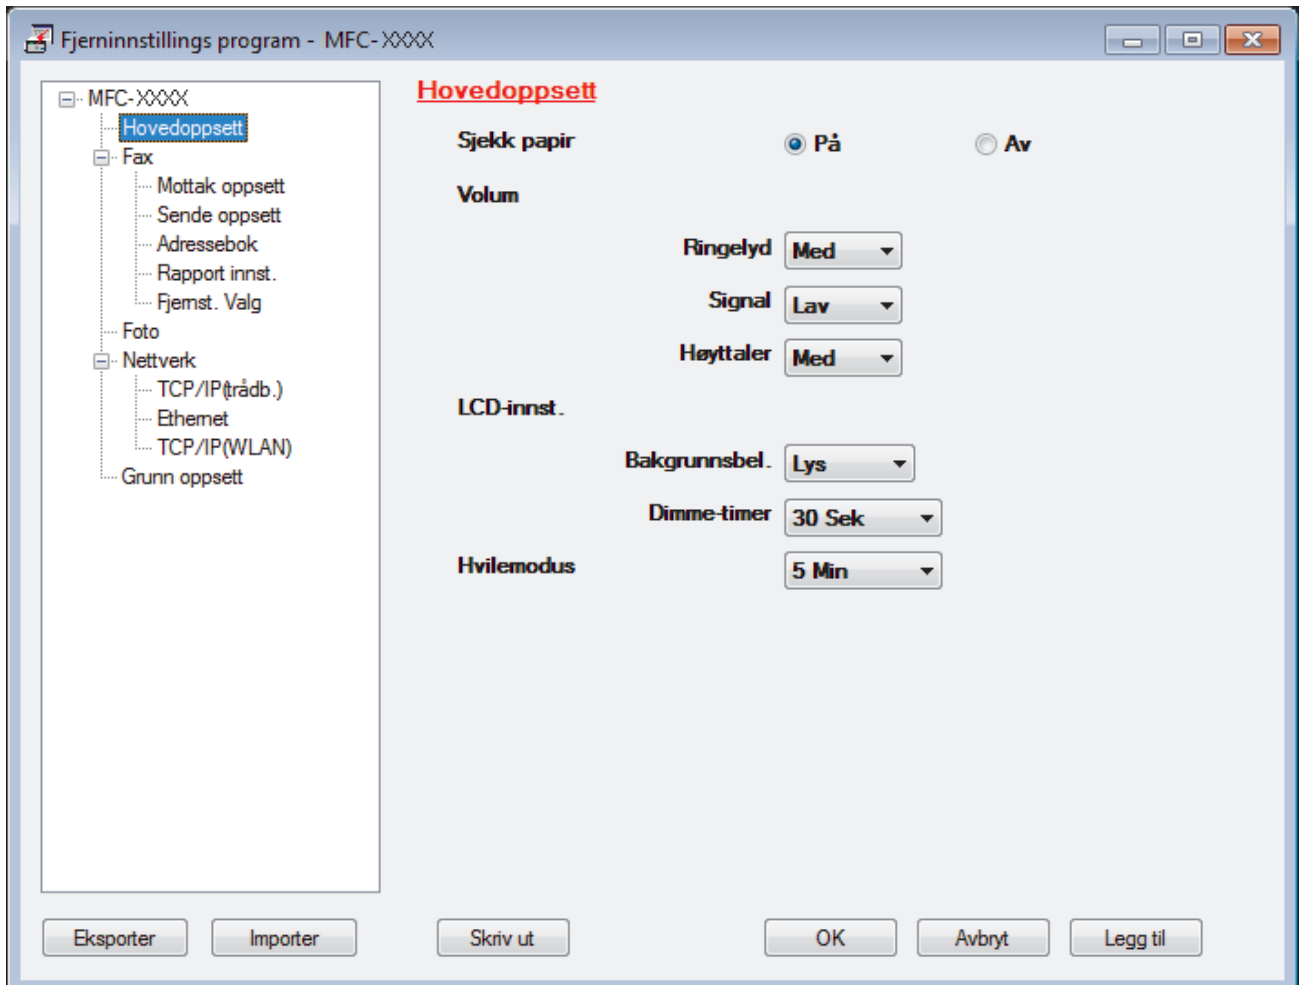 Fjerninnstillings program - MFC-XXXX
MFC-XXXX
Hovedoppsett
Fax
Mottak oppsett
Sende oppsett
Adressebok
Rapport innst.
Fjernst. Valg
Foto
Nettverk
TCP/IP(trådb.)
Ethernet
TCP/IP(WLAN)
Grunn oppsett
Hovedoppsett
Sjekk papir På Av
Volum
Ringelyd Med
Signal Lav
Høyttaler Med
LCD-innst.
Bakgrunnsbel. Lys
Dimme-timer 30 Sek
Hvilemodus 5 Min
Eksporter Importer Skriv ut OK Avbryt Legg til